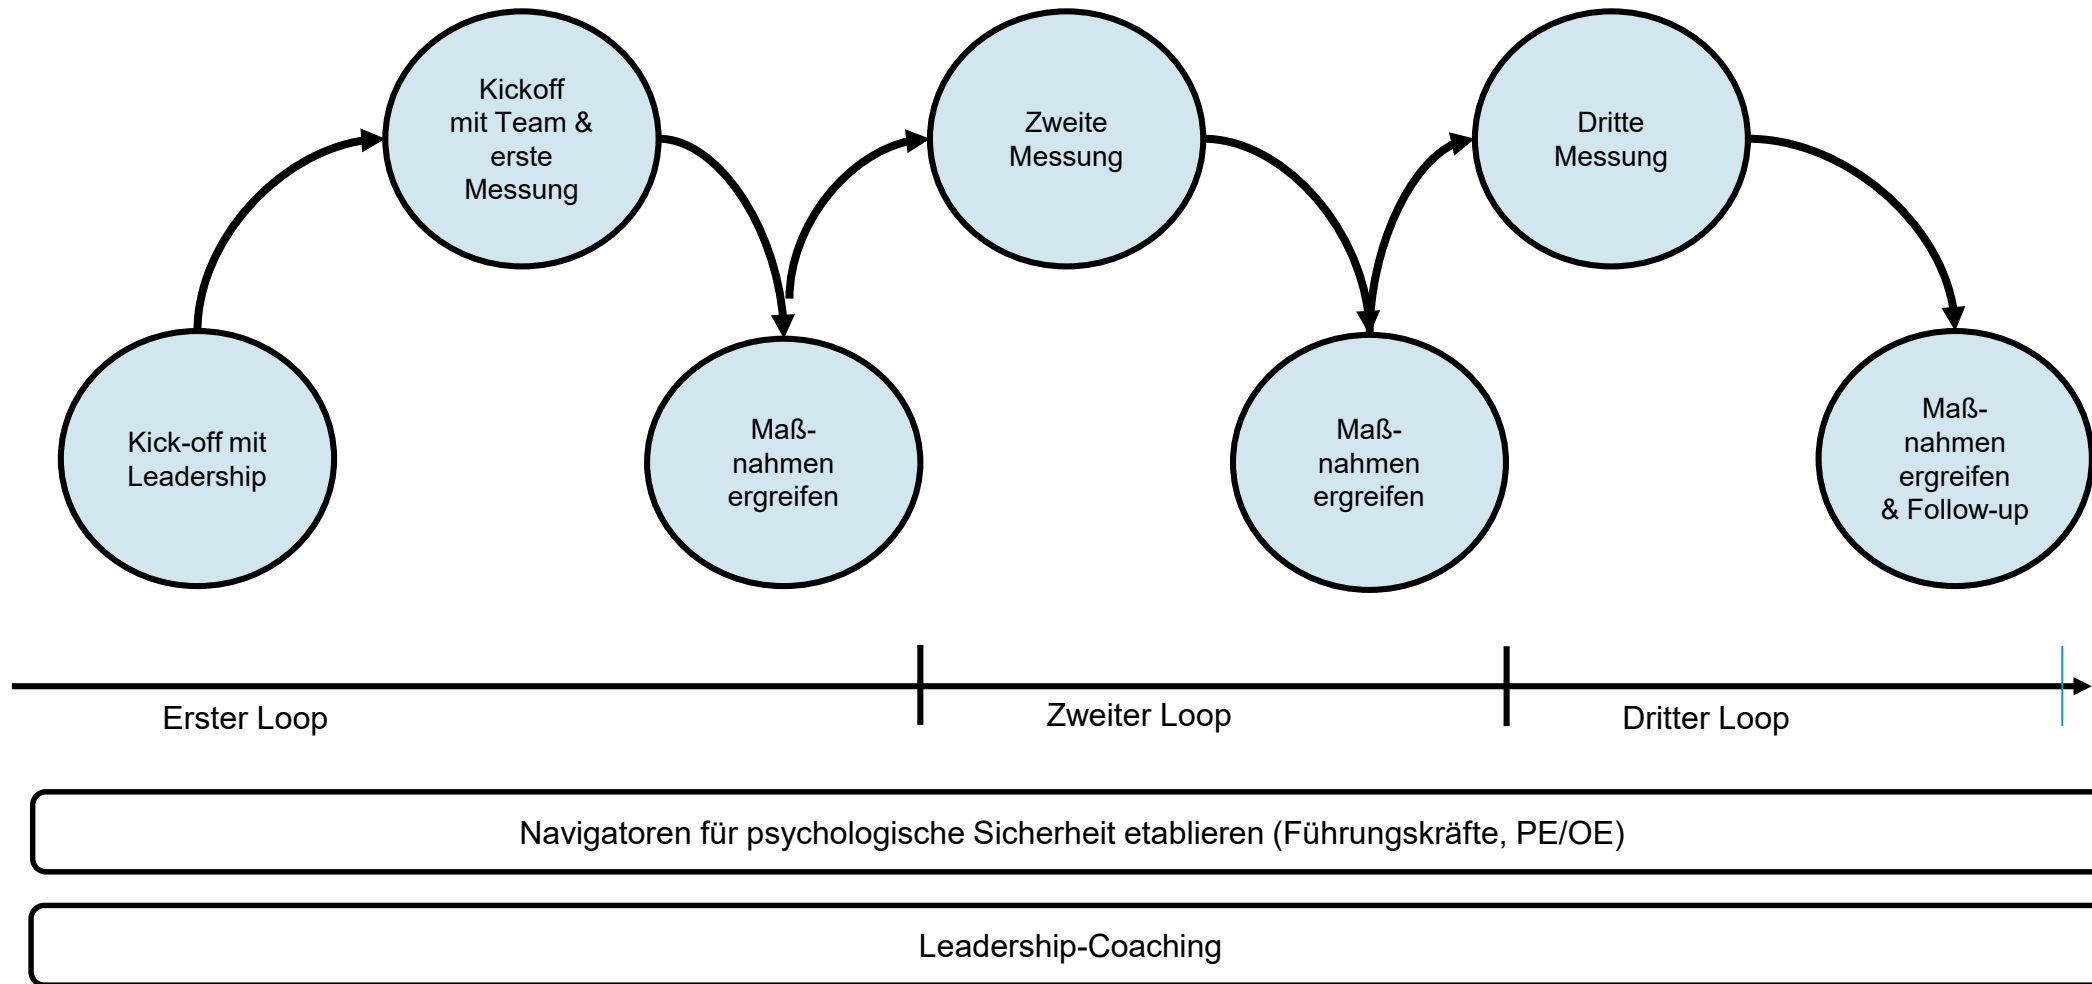 Kickoff
mit Team &
erste
Messung
Zweite
Messung
Dritte
Messung
Kick-off mit
Leadership
Maß-
nahmen
ergreifen
Maß-
nahmen
ergreifen
Maß-
nahmen
ergreifen
& Follow-up
Erster Loop
Zweiter Loop
Dritter Loop
Navigatoren für psychologische Sicherheit etablieren (Führungskräfte, PE/OE)
Leadership-Coaching